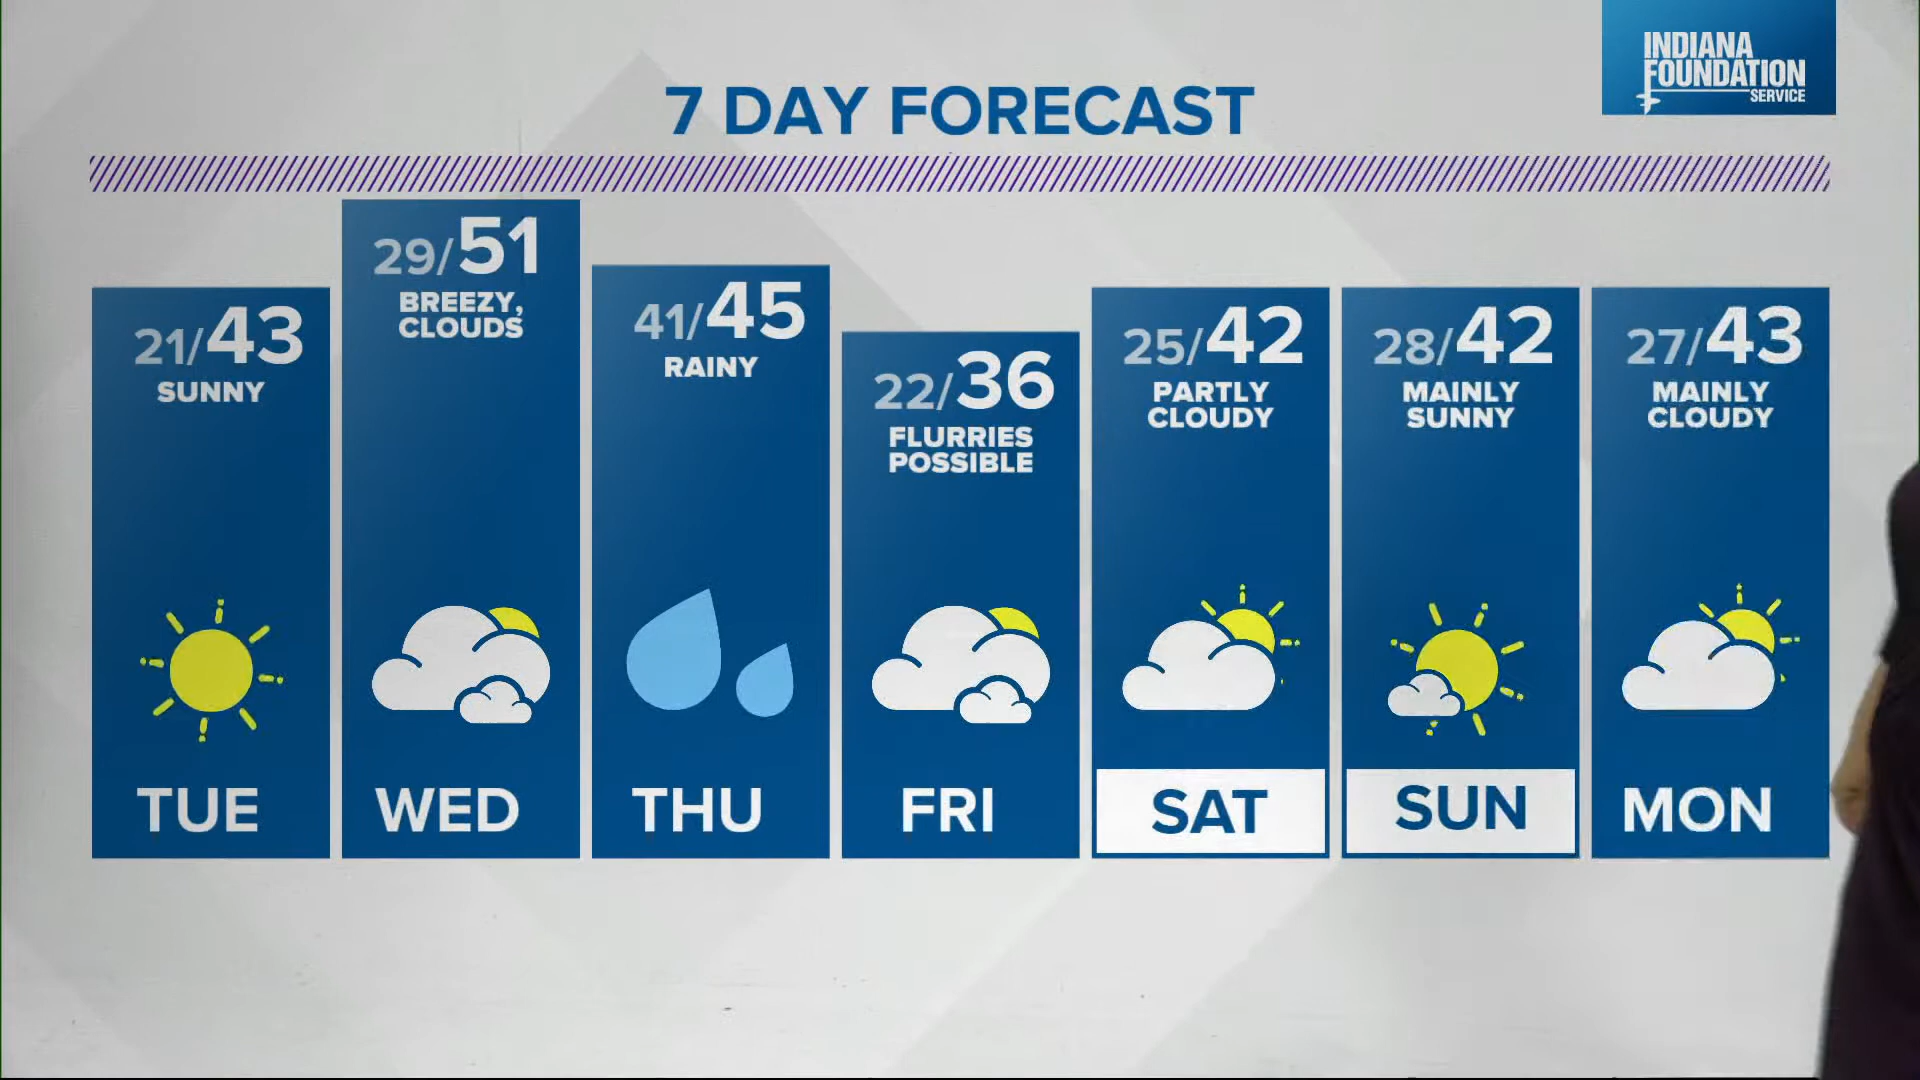 INDIANA
FOUNDATION
SERVICE
7 DAY FORECAST
21/43
SUNNY
TUE
29/51
BREEZY,
CLOUDS
WED
41/45
RAINY
THU
22/36
FLURRIES
POSSIBLE
FRI
25/42
PARTLY
CLOUDY
SAT
28/42
MAINLY
SUNNY
SUN
27/43
MAINLY
CLOUDY
MON